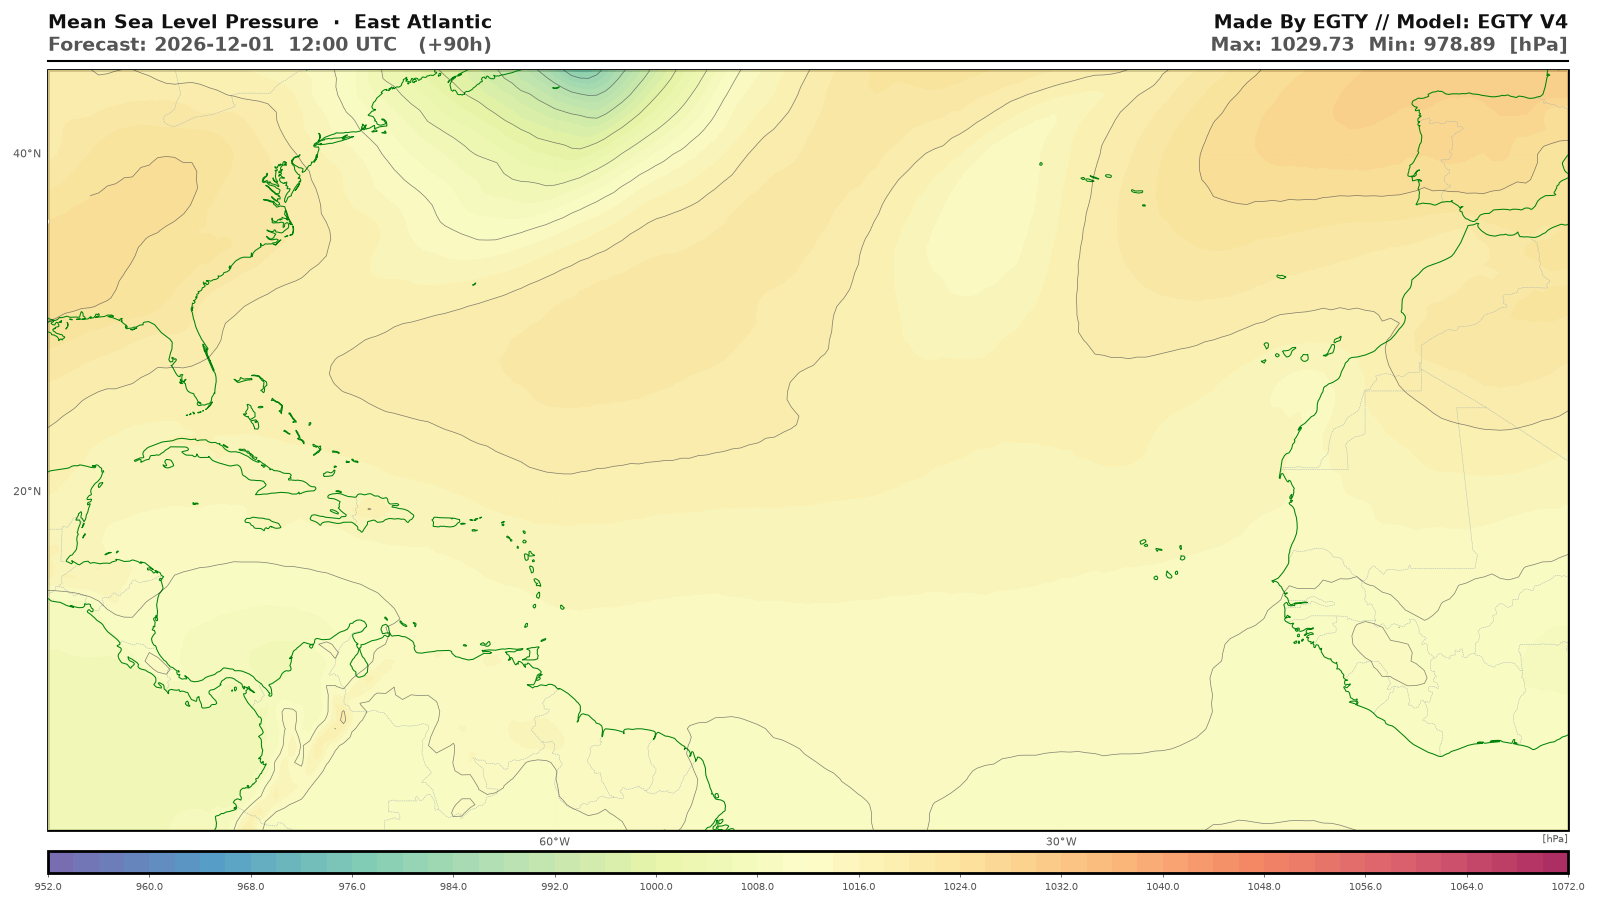 Mean Sea Level Pressure · East Atlantic
Made By EGTY // Model: EGTY V4
Forecast: 2026-12-01 12:00 UTC (+90h)
Max: 1029.73 Min: 978.89 [hPa]
40°N
20°N
60°W
30°W
[hPa]
952.0 960.0 968.0 976.0 984.0 992.0 1000.0 1008.0 1016.0 1024.0 1032.0 1040.0 1048.0 1056.0 1064.0 1072.0